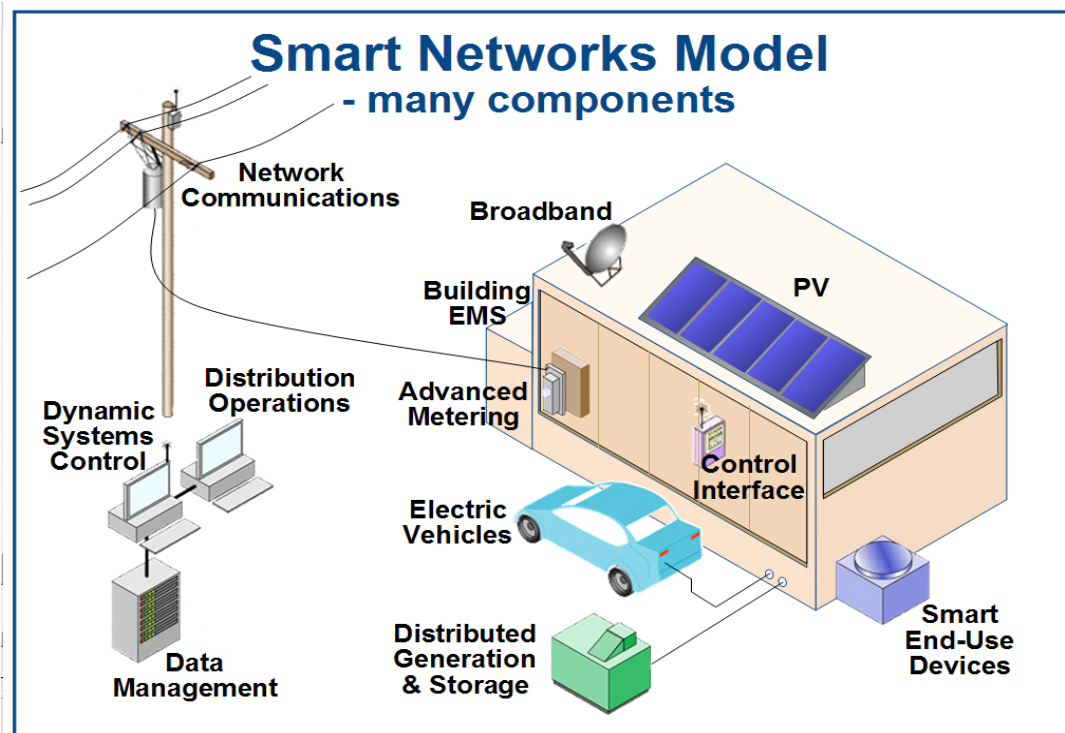 Smart Networks Model
- many components
Network
Communications
Broadband
PV
Building
EMS
Advanced
Metering
Distribution
Operations
Dynamic
Systems
Control
Control
Interface
Electric
Vehicles
Distributed
Generation
& Storage
Smart
End-Use
Devices
Data
Management